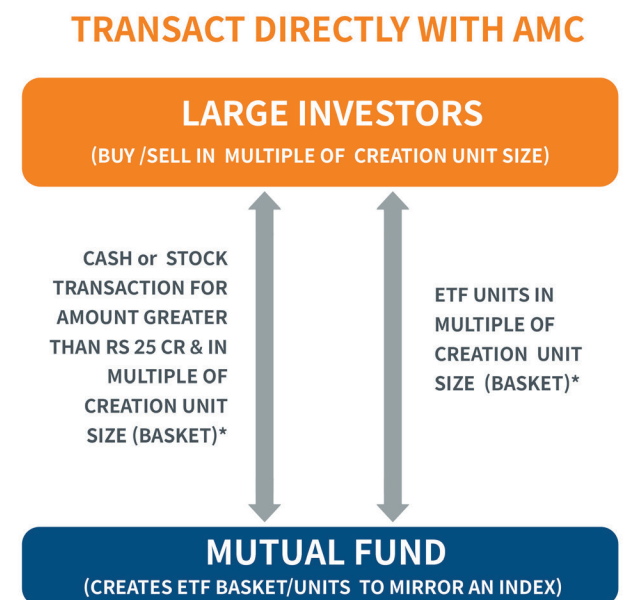 TRANSACT DIRECTLY WITH AMC
LARGE INVESTORS
(BUY /SELL IN MULTIPLE OF CREATION UNIT SIZE)
CASH or STOCK
TRANSACTION FOR
AMOUNT GREATER
THAN RS 25 CR & IN
MULTIPLE OF
CREATION UNIT
SIZE (BASKET)*
ETF UNITS IN
MULTIPLE OF
CREATION UNIT
SIZE (BASKET)*
MUTUAL FUND
(CREATES ETF BASKET/UNITS TO MIRROR AN INDEX)